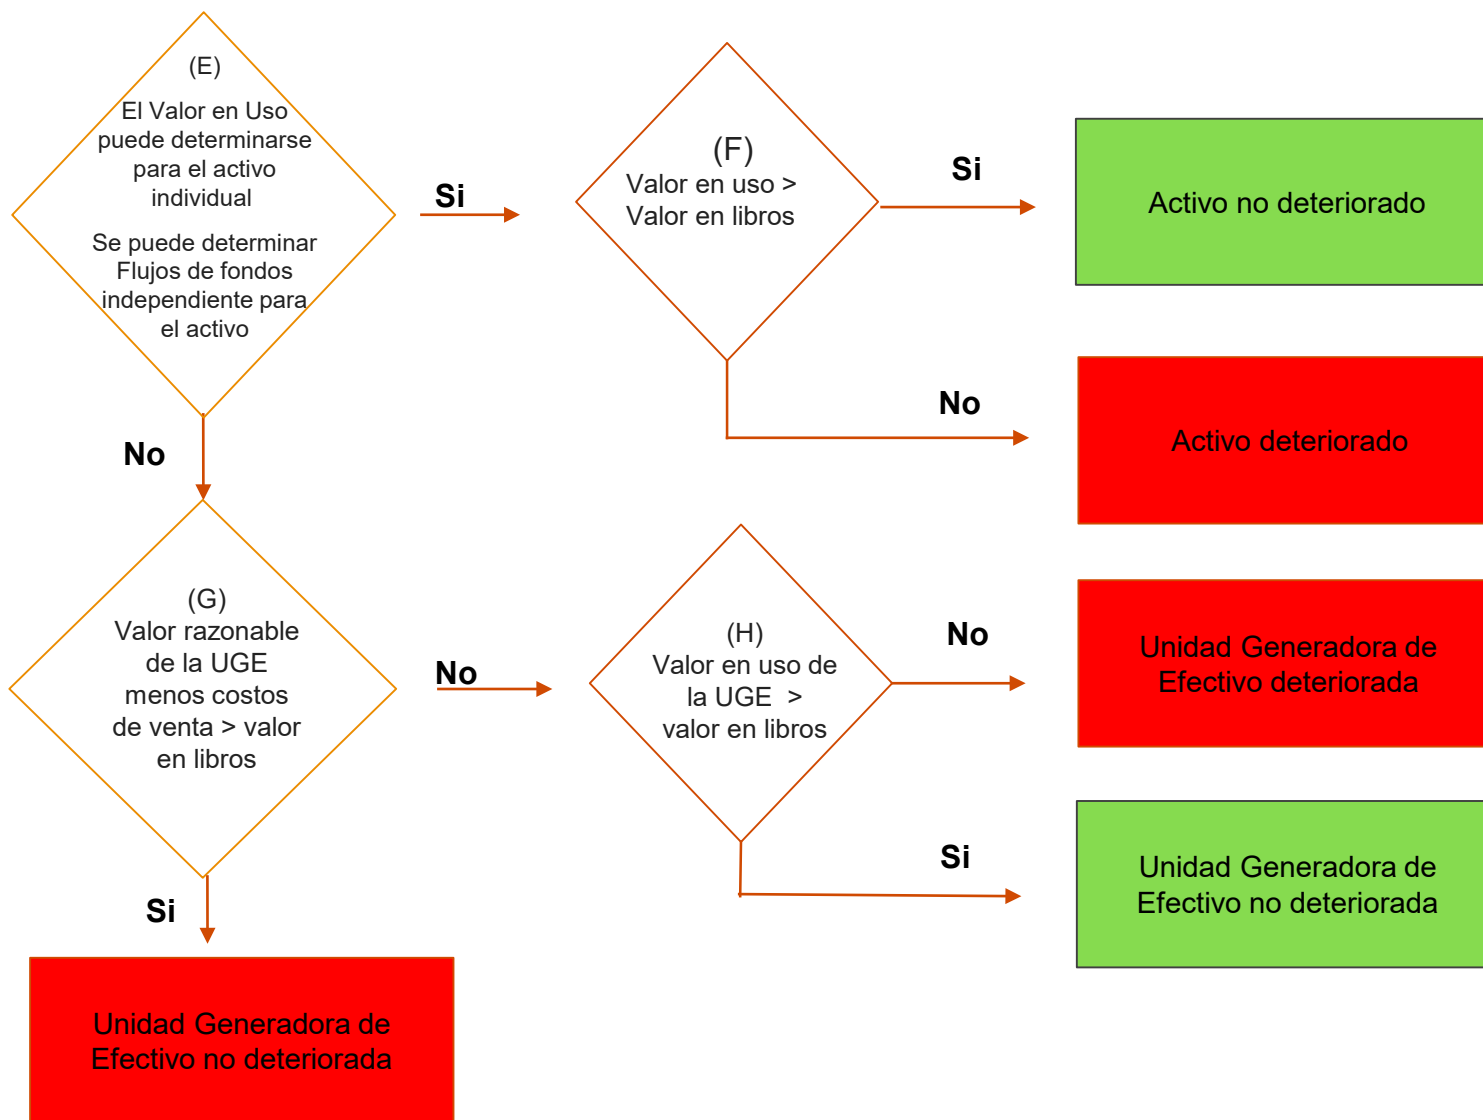 (E)
El Valor en Uso
puede determinarse
para el activo
individual
Se puede determinar
Flujos de fondos
independiente para
el activo
Si
(F)
Valor en uso >
Valor en libros
Si
Activo no deteriorado
No
Activo deteriorado
No
(G)
Valor razonable
de la UGE
menos costos
de venta > valor
en libros
No
(H)
Valor en uso de
la UGE >
valor en libros
No
Unidad Generadora de
Efectivo deteriorada
Si
Unidad Generadora de
Efectivo no deteriorada
Si
Unidad Generadora de
Efectivo no deteriorada